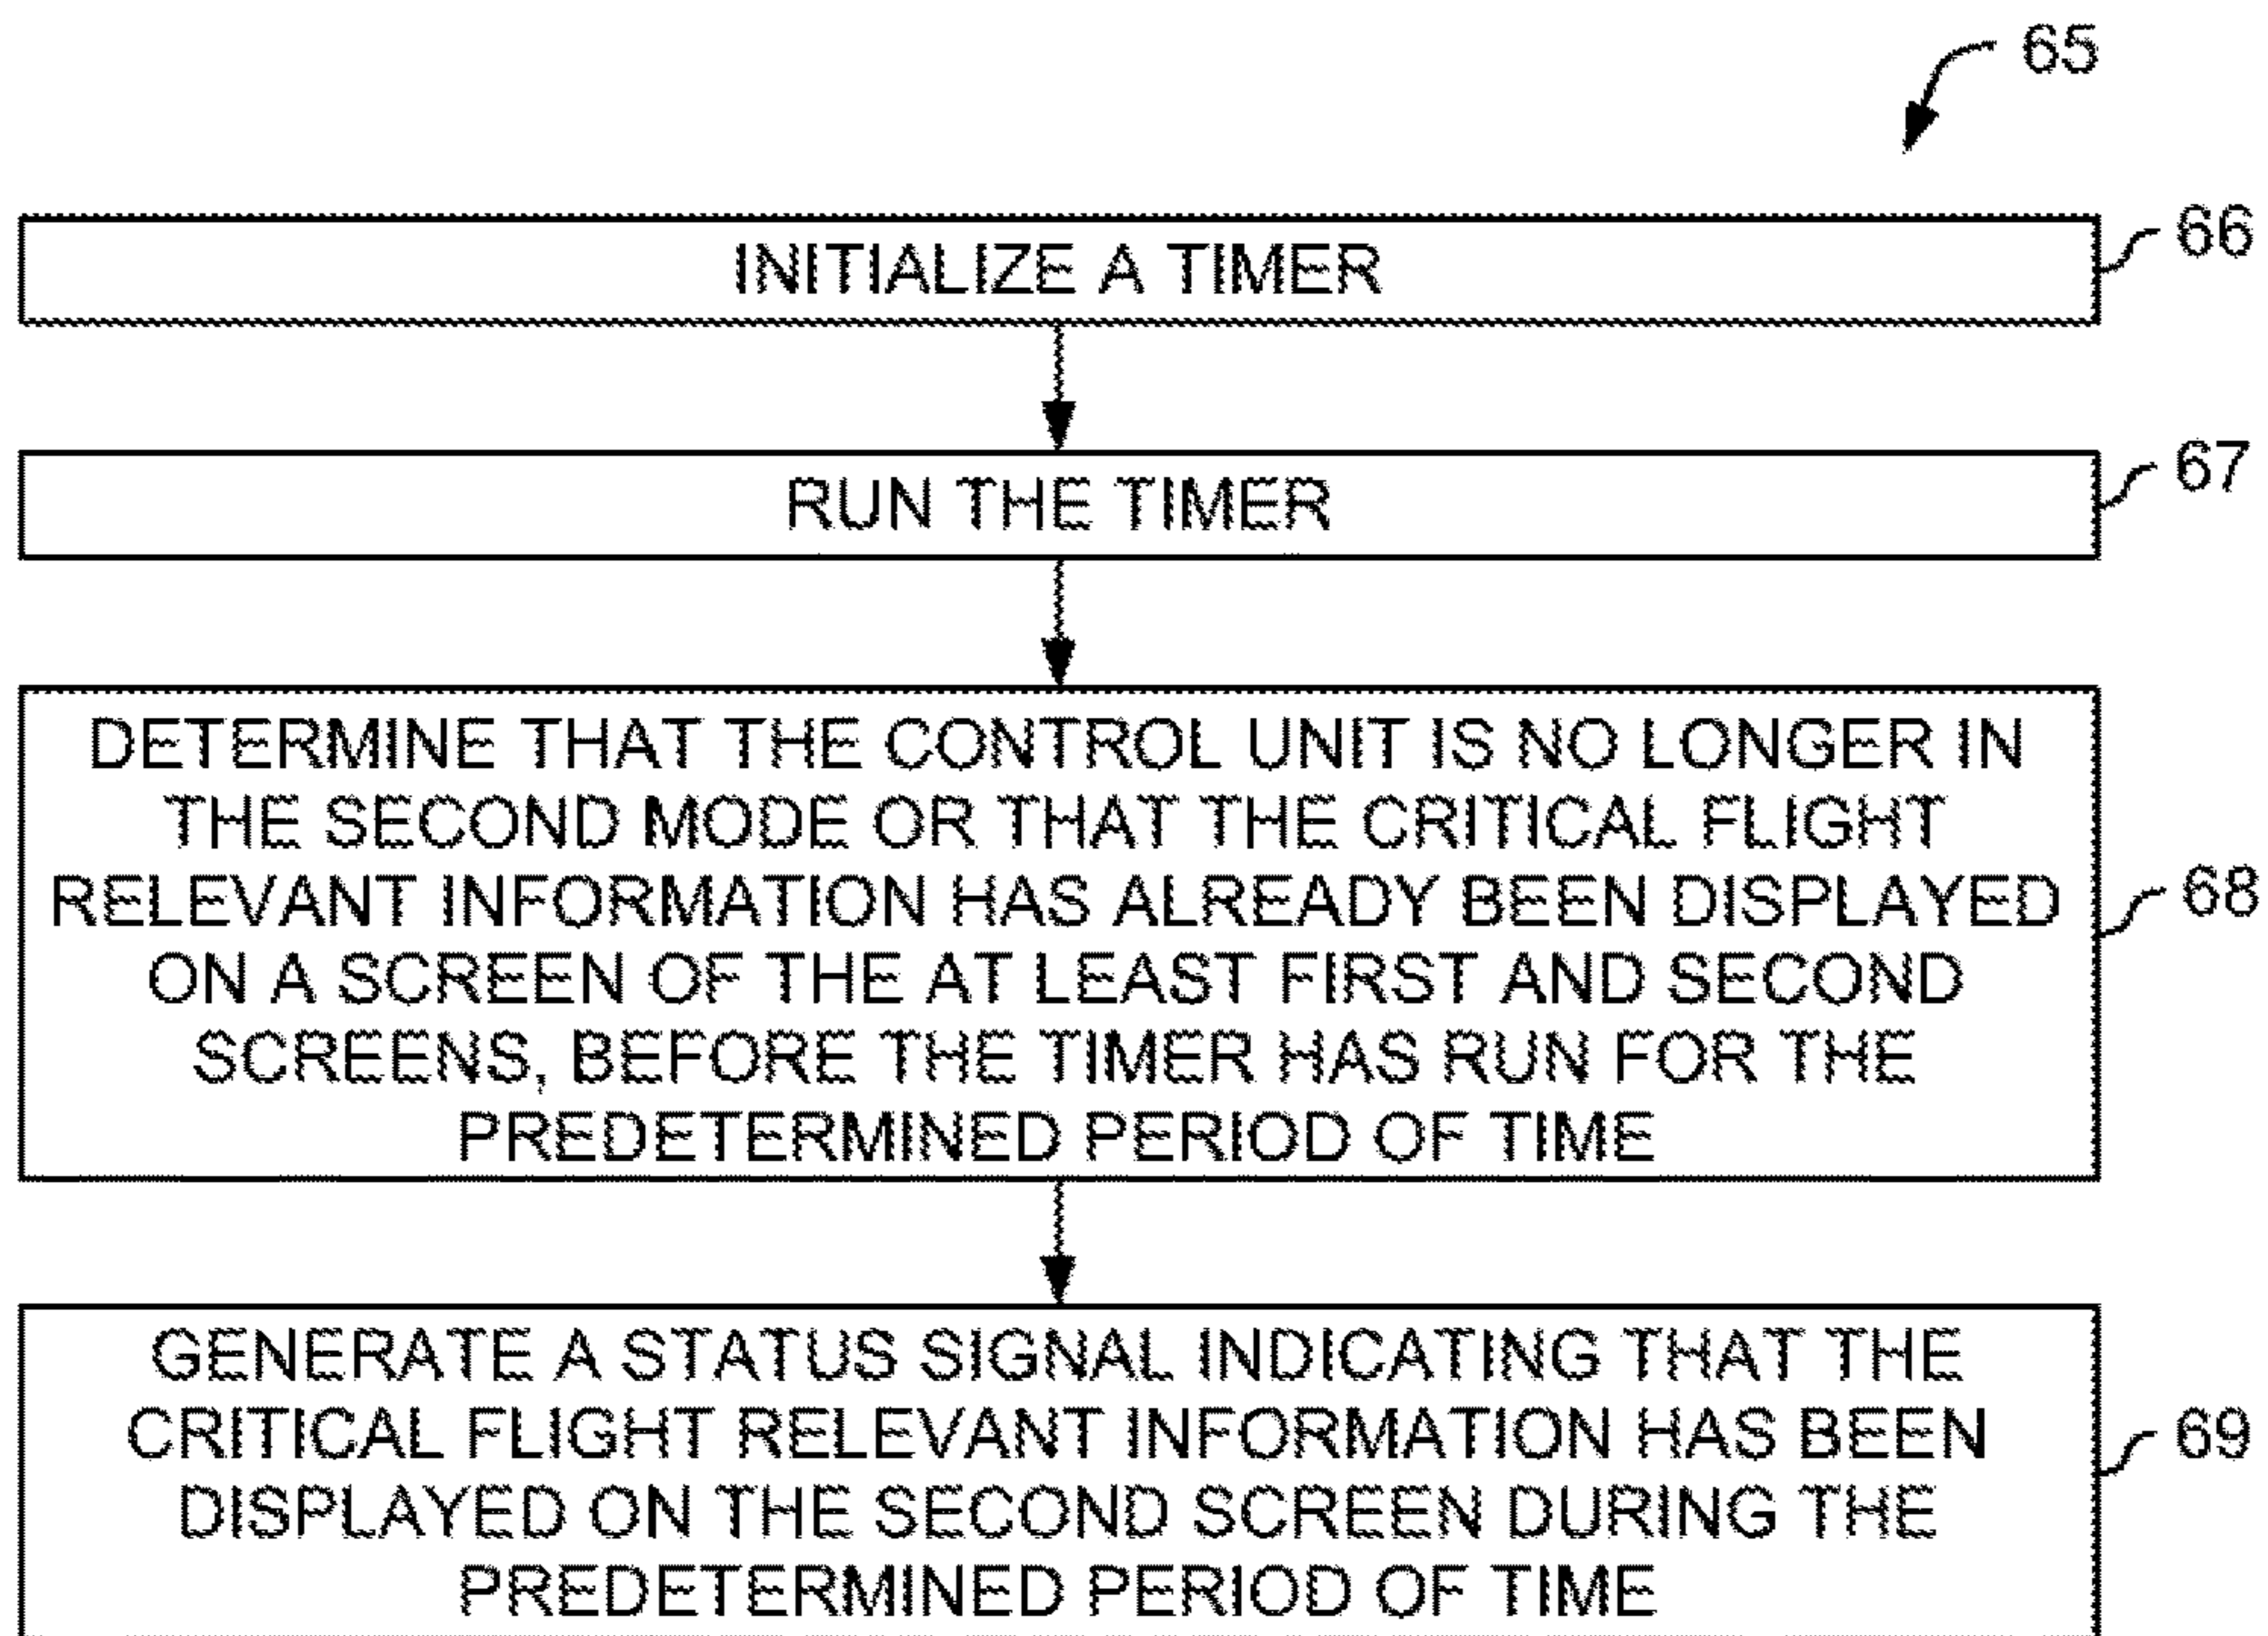 65
INITIALIZE A TIMER
66
RUN THE TIMER
67
DETERMINE THAT THE CONTROL UNIT IS NO LONGER IN
THE SECOND MODE OR THAT THE CRITICAL FLIGHT
RELEVANT INFORMATION HAS ALREADY BEEN DISPLAYED
ON A SCREEN OF THE AT LEAST FIRST AND SECOND
SCREENS, BEFORE THE TIMER HAS RUN FOR THE
PREDETERMINED PERIOD OF TIME
68
GENERATE A STATUS SIGNAL INDICATING THAT THE
CRITICAL FLIGHT RELEVANT INFORMATION HAS BEEN
DISPLAYED ON THE SECOND SCREEN DURING THE
PREDETERMINED PERIOD OF TIME
69